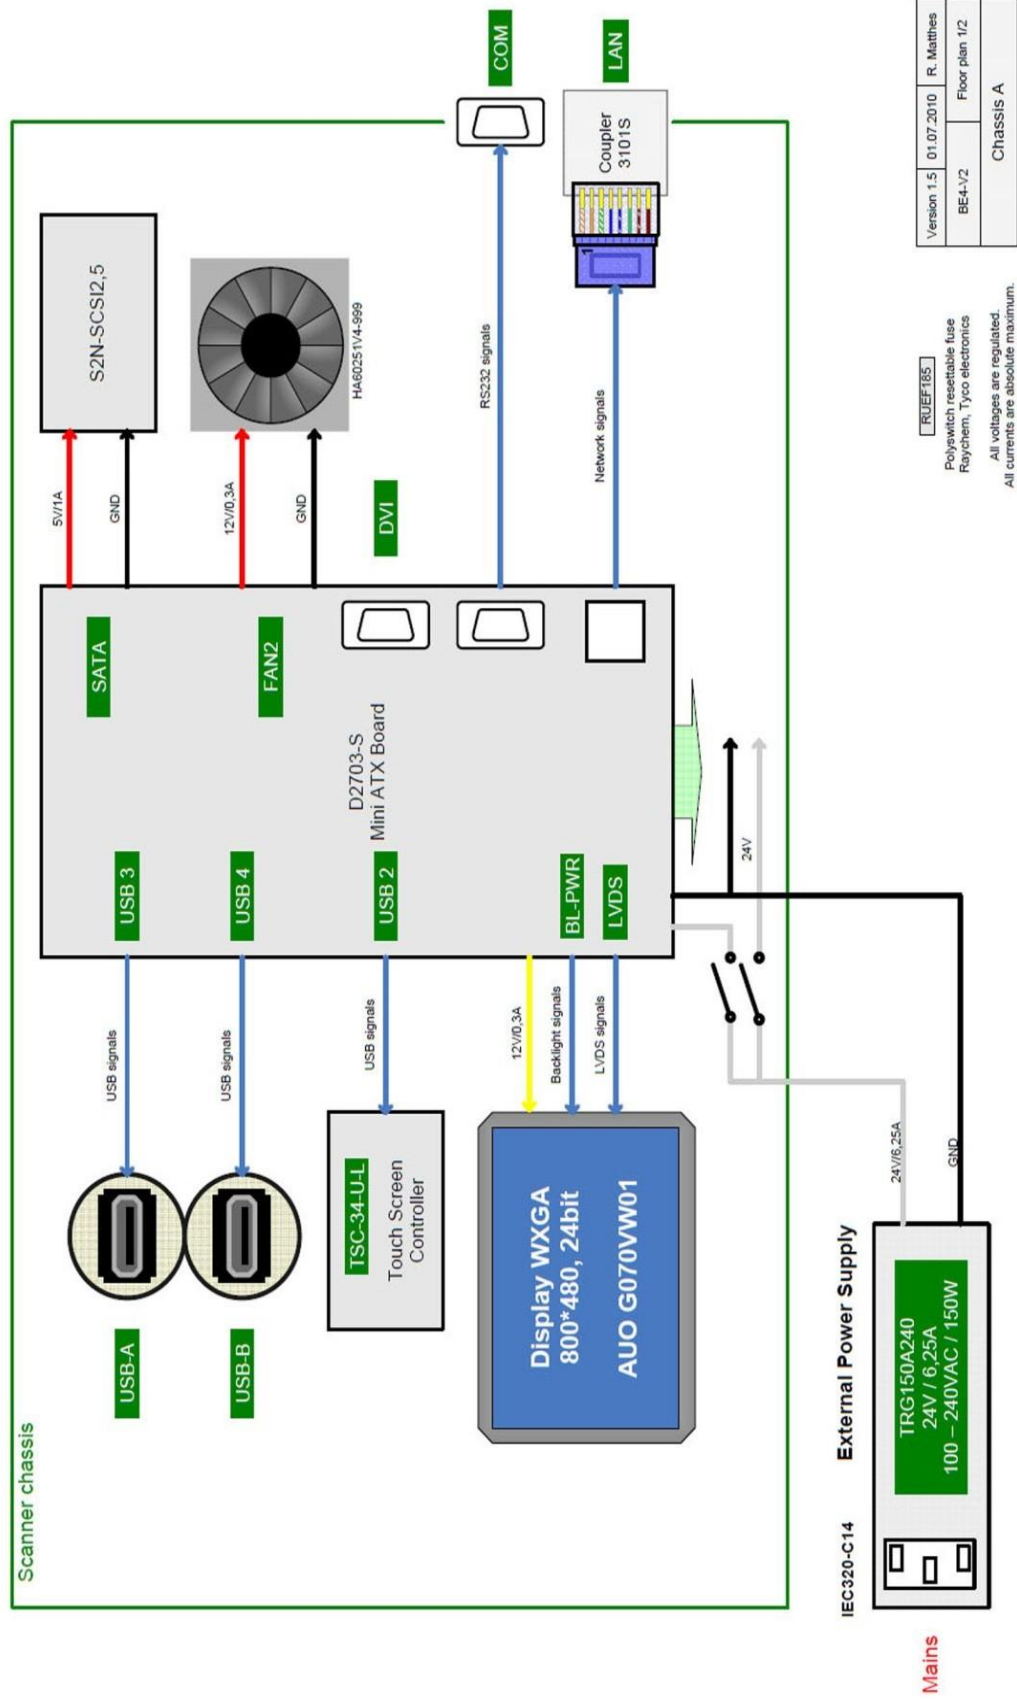 Scanner chassis
USB-A
USB signals
USB 3
SATA
5V/1A
GND
S2N-SCSI2,5
USB-B
USB signals
USB 4
FAN2
12V/0,3A
GND
HA60251V4-999
TSC-34-U-L
Touch Screen
Controller
USB signals
USB 2
D2703-S
Mini ATX Board
DVI
Display WXGA
800*480, 24bit
AUO G070VW01
12V/0,3A
Backlight signals
LVDS signals
BL-PWR
LVDS
RS232 signals
COM
Network signals
1
Coupler
3101S
LAN
24V
24V/6,25A
GND
Mains
IEC320-C14
External Power Supply
TRG150A240
24V / 6,25A
100 – 240VAC / 150W
RUEF185
Polyswitch resettable fuse
Raychem, Tyco electronics
All voltages are regulated.
All currents are absolute maximum.
Version 1.5 01.07.2010 R. Matthes
BE4-V2 Floor plan 1/2
Chassis A